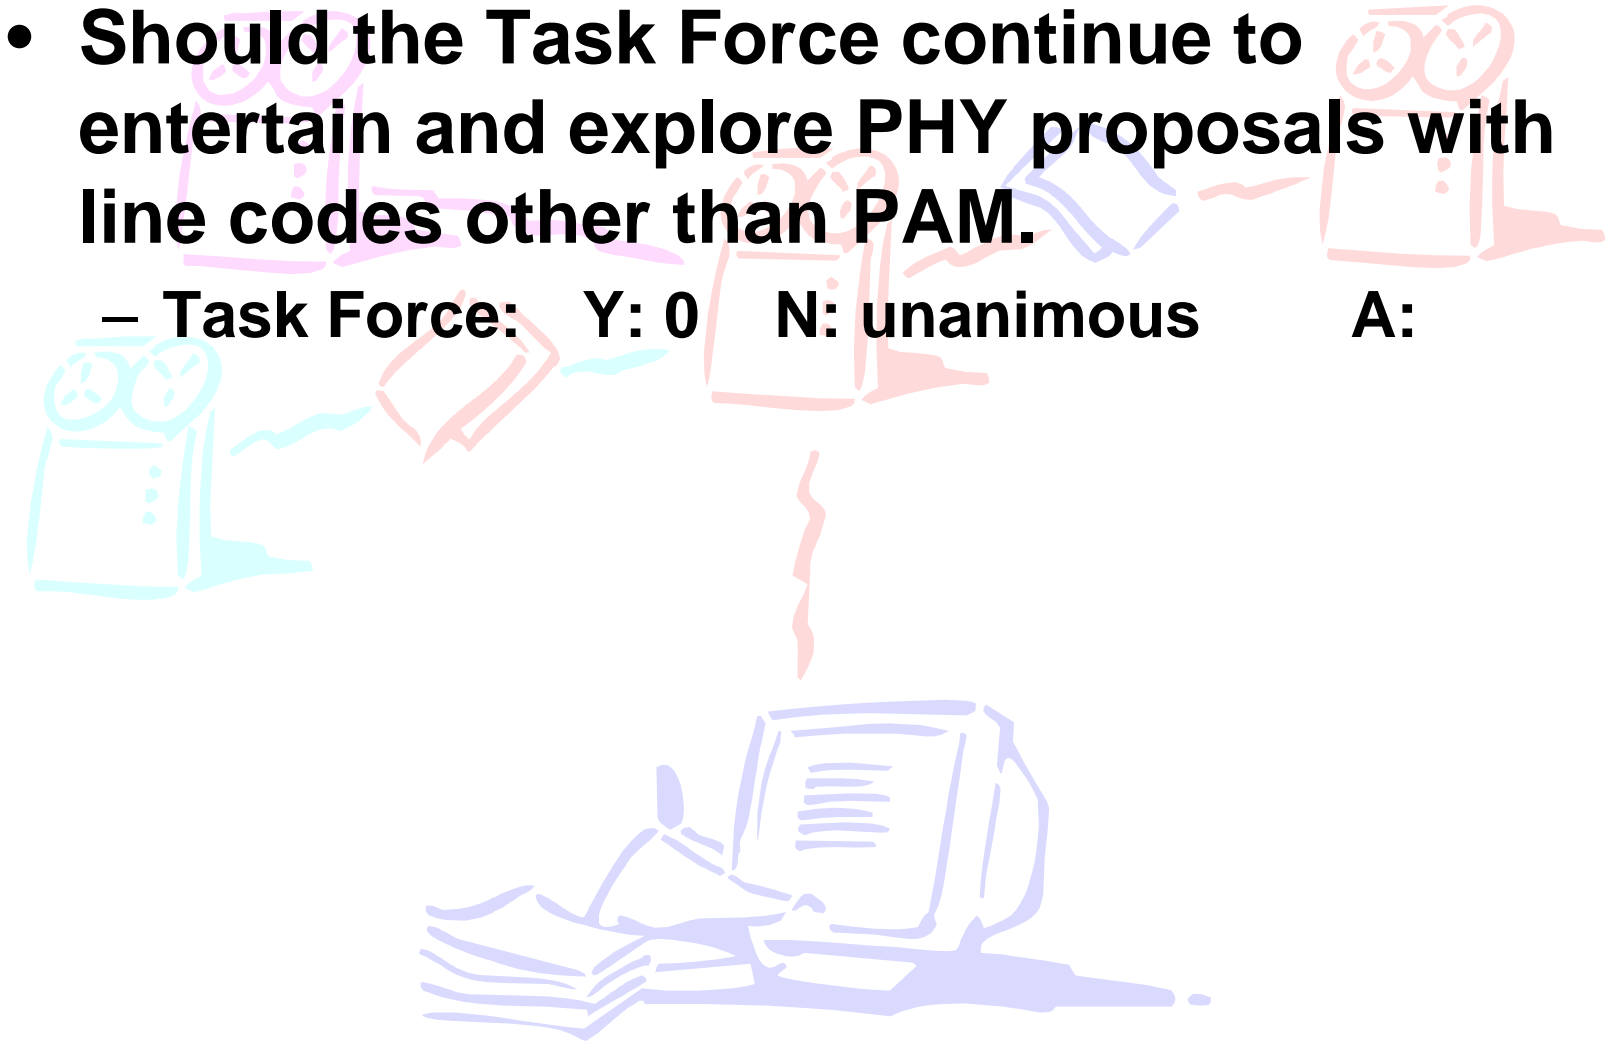 • Should the Task Force continue to
entertain and explore PHY proposals with
line codes other than PAM.
– Task Force: Y: 0 N: unanimous A: